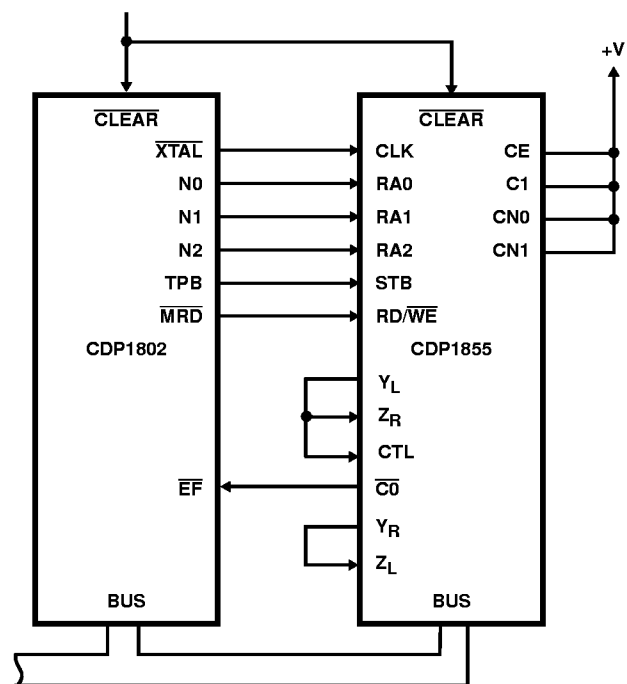 +V
CLEAR
XTAL
N0
N1
N2
TPB
MRD
CDP1802
EF
BUS
CLEAR
CLK
RA0
RA1
RA2
STB
RD/WE
CE
C1
CN0
CN1
CDP1855
YL
ZR
CTL
C0
YR
ZL
BUS